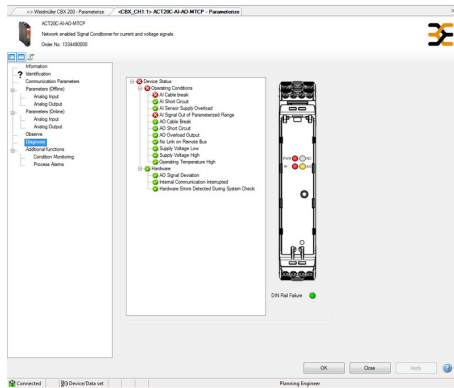 <> Weidmüller CBX 200 - Parameterize
<CBX_CH1:1> ACT20C-AI-AO-MTCP - Parameterize
ACT20C-AI-AO-MTCP
Network enabled Signal Conditioner for current and voltage signals.
Order No. 1334490000
Information
Identification
Communication Parameters
Parameters (Offline)
Analog Input
Analog Output
Parameters (Online)
Analog Input
Analog Output
Observe
Diagnosis
Additional functions
Condition Monitoring
Process Alarms
Device Status
Operating Conditions
AI Cable break
AI Short Circuit
AI Sensor Supply Overload
AI Signal Out of Parameterized Range
AO Cable Break
AO Short Circuit
AO Overload Output
No Link on Remote Bus
Supply Voltage Low
Supply Voltage High
Operating Temperature High
Hardware
AO Signal Deviation
Internal Communication Interrupted
Hardware Errors Detected During System Check
DIN Rail Failure
OK
Close
Apply
Connected
Device/Data set
Planning Engineer